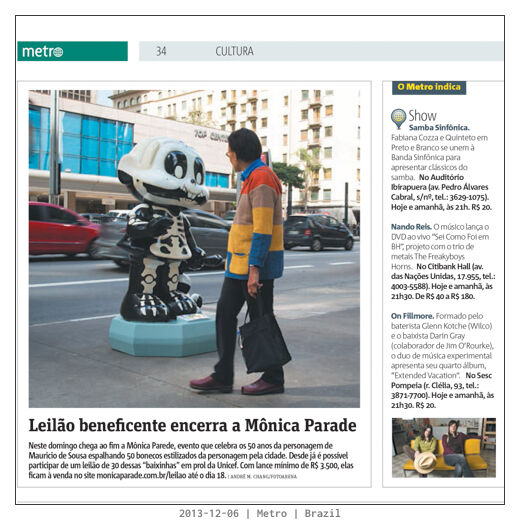 metro
34
CULTURA
TOP CENTER
Leilão beneficente encerra a Mônica Parade
Neste domingo chega ao fim a Mônica Parede, evento que celebra os 50 anos da personagem de
Mauricio de Sousa espalhando 50 bonecos estilizados da personagem pela cidade. Desde já é possível
participar de um leilão de 30 dessas "baixinhas" em prol da Unicef. Com lance mínimo de R$ 3.500, elas
ficam à venda no site monicaparade.com.br/leilao até o dia 18. | ANDRÉ M. CHANG/FOTOARENA
O Metro indica
Show
Samba Sinfônica.
Fabiana Cozza e Quinteto em
Preto e Branco se unem à
Banda Sinfônica para
apresentar clássicos do
samba. No Auditório
Ibirapuera (av. Pedro Álvares
Cabral, s/nº, tel.: 3629-1075).
Hoje e amanhã, às 21h. R$ 20.
Nando Reis. O músico lança o
DVD ao vivo "Sei Como Foi em
BH", projeto com o trio de
metais The Freakyboys
Horns. No Citibank Hall (av.
das Nações Unidas, 17.955, tel.:
4003-5588). Hoje e amanhã, às
21h30. De R$ 40 a R$ 180.
On Fillmore. Formado pelo
baterista Glenn Kotche (Wilco)
e o baixista Darin Gray
(colaborador de Jim O'Rourke),
o duo de música experimental
apresenta seu quarto álbum,
"Extended Vacation". No Sesc
Pompeia (r. Clélia, 93, tel.:
3871-7700). Hoje e amanhã, às
21h30. R$ 20.
2013-12-06 | Metro | Brazil